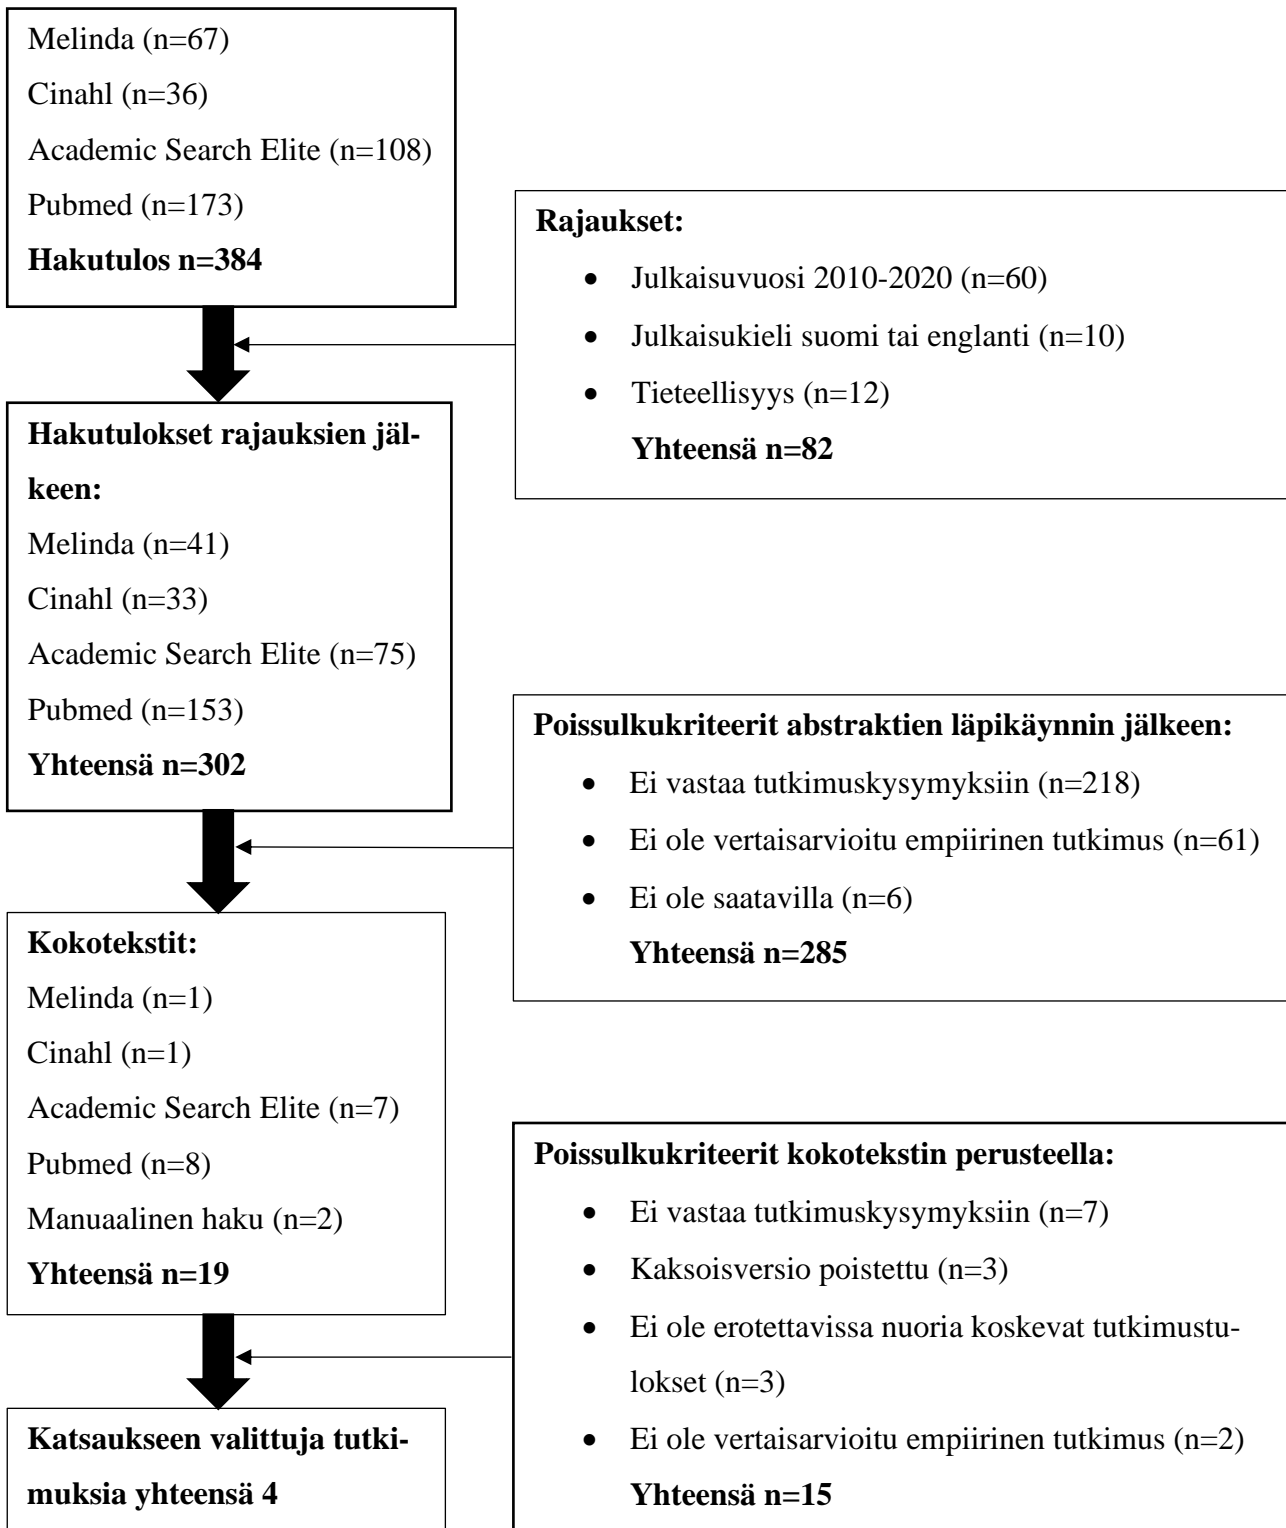 Melinda (n=67)
Cinahl (n=36)
Academic Search Elite (n=108)
Pubmed (n=173)
Hakutulos n=384
Rajaukset:
• Julkaisuvuosi 2010-2020 (n=60)
• Julkaisukieli suomi tai englanti (n=10)
• Tieteellisyys (n=12)
Yhteensä n=82
Hakutulokset rajauksien jäl-
keen:
Melinda (n=41)
Cinahl (n=33)
Academic Search Elite (n=75)
Pubmed (n=153)
Yhteensä n=302
Poissulkukriteerit abstraktien läpikäynnin jälkeen:
• Ei vastaa tutkimuskysymyksiin (n=218)
• Ei ole vertaisarvioitu empiirinen tutkimus (n=61)
• Ei ole saatavilla (n=6)
Yhteensä n=285
Kokotekstit:
Melinda (n=1)
Cinahl (n=1)
Academic Search Elite (n=7)
Pubmed (n=8)
Manuaalinen haku (n=2)
Yhteensä n=19
Poissulkukriteerit kokotekstin perusteella:
• Ei vastaa tutkimuskysymyksiin (n=7)
• Kaksoisversio poistettu (n=3)
• Ei ole erotettavissa nuoria koskevat tutkimustu-
lokset (n=3)
• Ei ole vertaisarvioitu empiirinen tutkimus (n=2)
Yhteensä n=15
Katsaukseen valittuja tutki-
muksia yhteensä 4